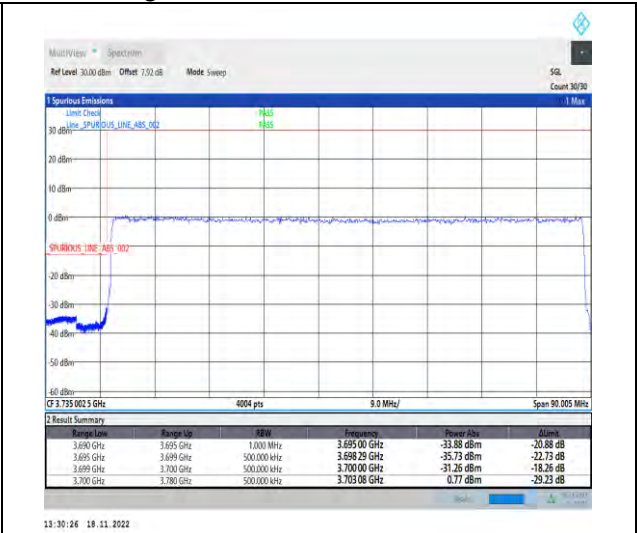 MultiView Spectrum
Ref Level 30.00 dBm Offset 7.92 dB Mode Sweep SGL
Count 30/30
1 Spurious Emissions 1 Max
Limit Check PASS
Line _SPURIOUS_LINE_ABS_002 PASS
30 dBm
20 dBm
10 dBm
0 dBm
_SPURIOUS_LINE_ABS_002
-20 dBm
-30 dBm
-40 dBm
-50 dBm
-60 dBm
CF 3.735 002 5 GHz 4004 pts 9.0 MHz/ Span 90.005 MHz
2 Result Summary
Range Low Range Up RBW Frequency Power Abs ΔLimit
3.690 GHz 3.695 GHz 1.000 MHz 3.695 00 GHz -33.88 dBm -20.88 dB
3.695 GHz 3.699 GHz 500.000 kHz 3.698 29 GHz -35.73 dBm -22.73 dB
3.699 GHz 3.700 GHz 500.000 kHz 3.700 00 GHz -31.26 dBm -18.26 dB
3.700 GHz 3.780 GHz 500.000 kHz 3.703 08 GHz 0.77 dBm -29.23 dB
13:30:26 18.11.2022